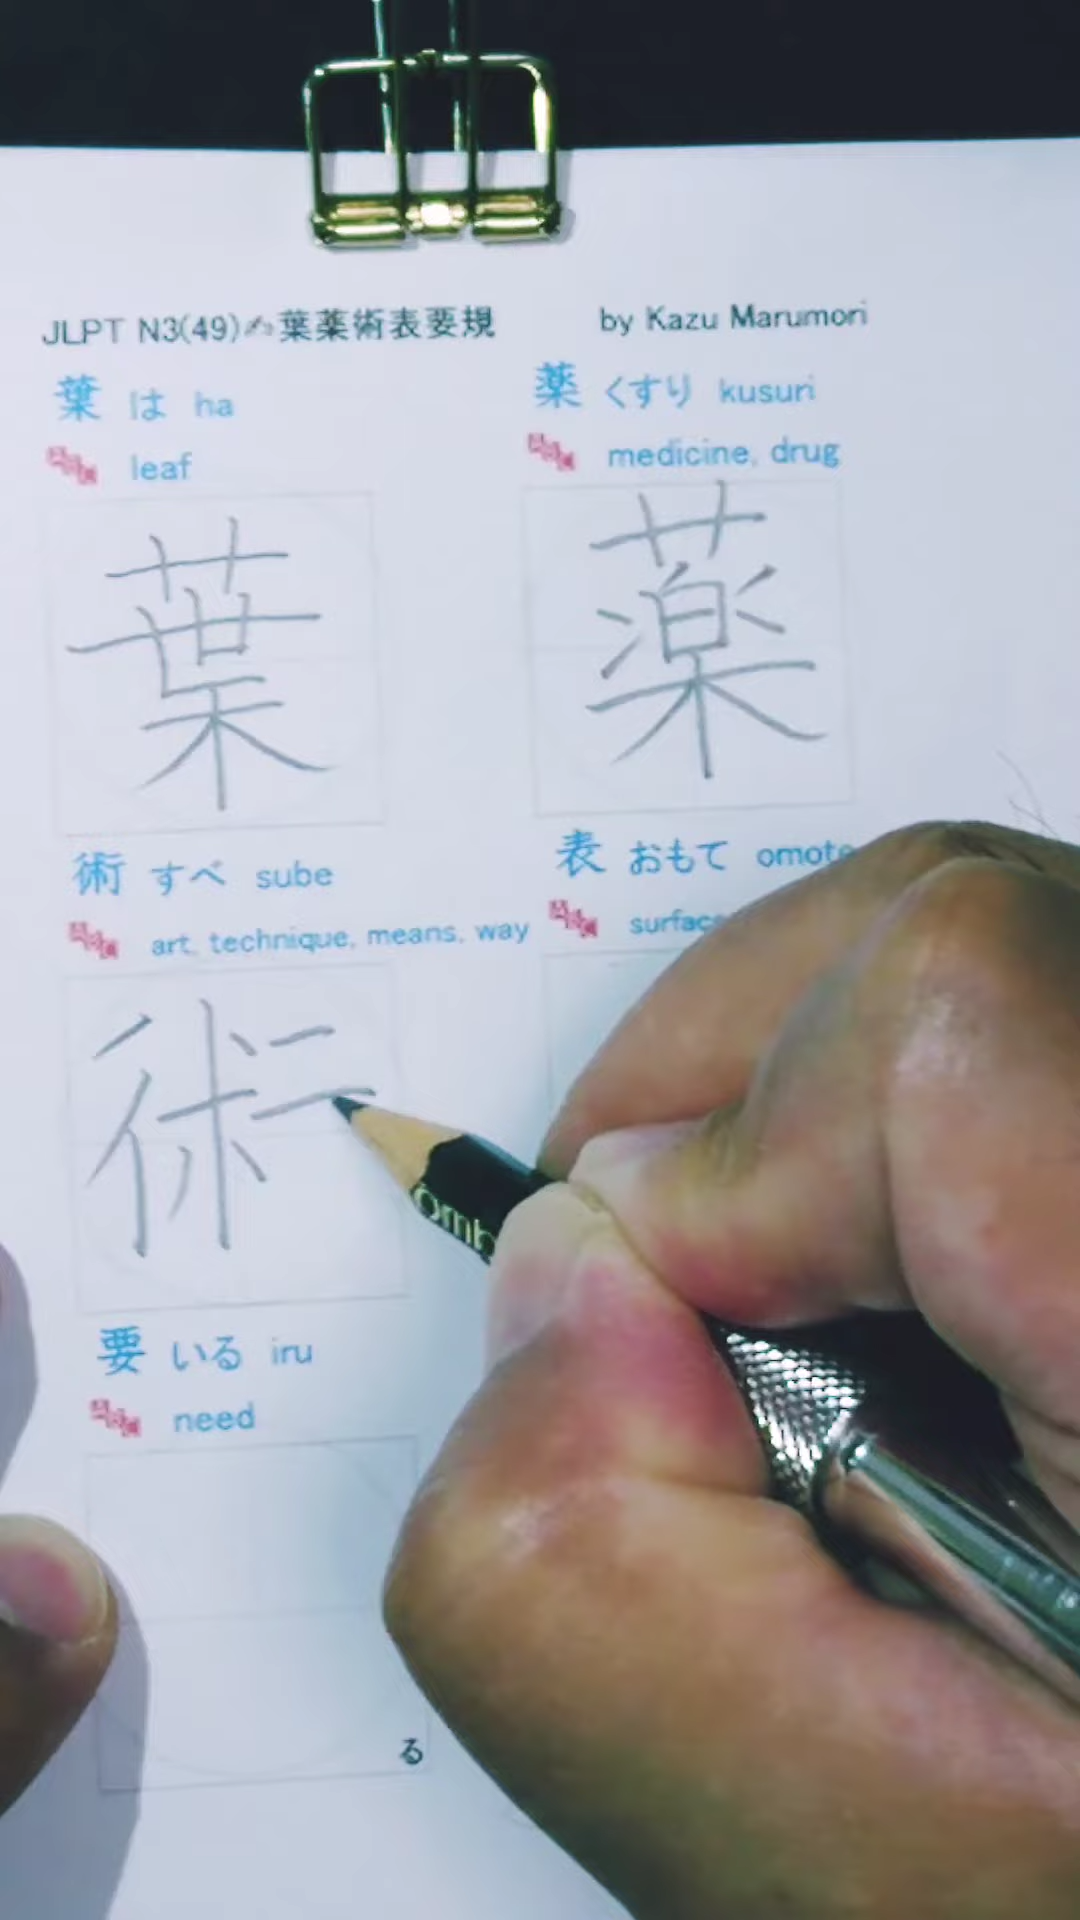 JLPT N3(49)✍葉薬術表要規 by Kazu Marumori
葉 は ha
leaf
葉
薬 くすり kusuri
medicine, drug
薬
術 すべ sube
art, technique, means, way
表 おもて omote
surface
要 いる iru
need
る